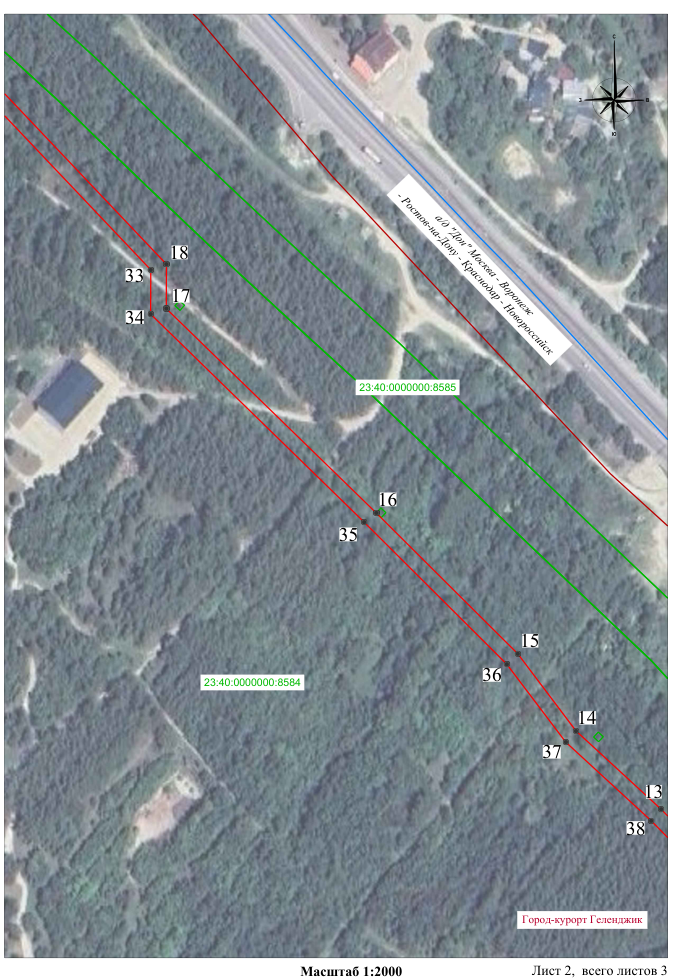 С
З
В
Ю
а/д "Дон" Москва - Воронеж
- Ростов-на-Дону - Краснодар - Новороссийск
18
33
17
34
23:40:0000000:8585
16
35
15
36
23:40:0000000:8584
14
37
13
38
Город-курорт Геленджик
Масштаб 1:2000
Лист 2, всего листов 3